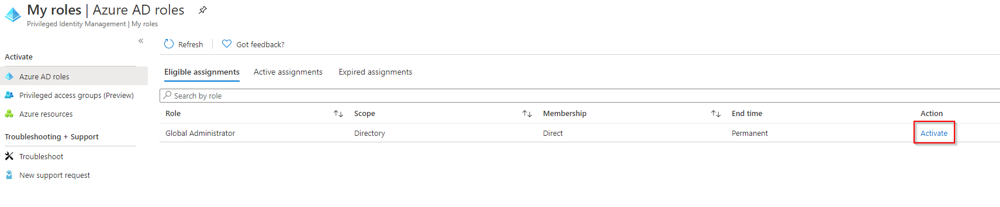 My roles | Azure AD roles
Privileged Identity Management | My roles
«
Activate
Azure AD roles
Privileged access groups (Preview)
Azure resources
Troubleshooting + Support
Troubleshoot
New support request
Refresh Got feedback?
Eligible assignments Active assignments Expired assignments
Search by role
Role Scope Membership End time Action
Global Administrator Directory Direct Permanent Activate